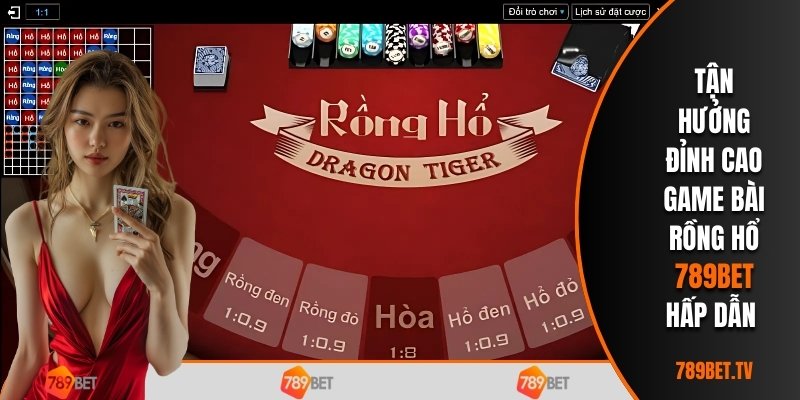 1:1
Đổi trò chơi
Lịch sử đặt cược
Rồng Hổ
DRAGON TIGER
Rồng đen
1:0.9
Rồng đỏ
1:0.9
Hòa
1:8
Hổ đen
1:0.9
Hổ đỏ
1:0.9
TẬN
HƯỞNG
ĐỈNH CAO
GAME BÀI
RỒNG HỔ
789BET
HẤP DẪN
789BET.TV
789BET
789BET